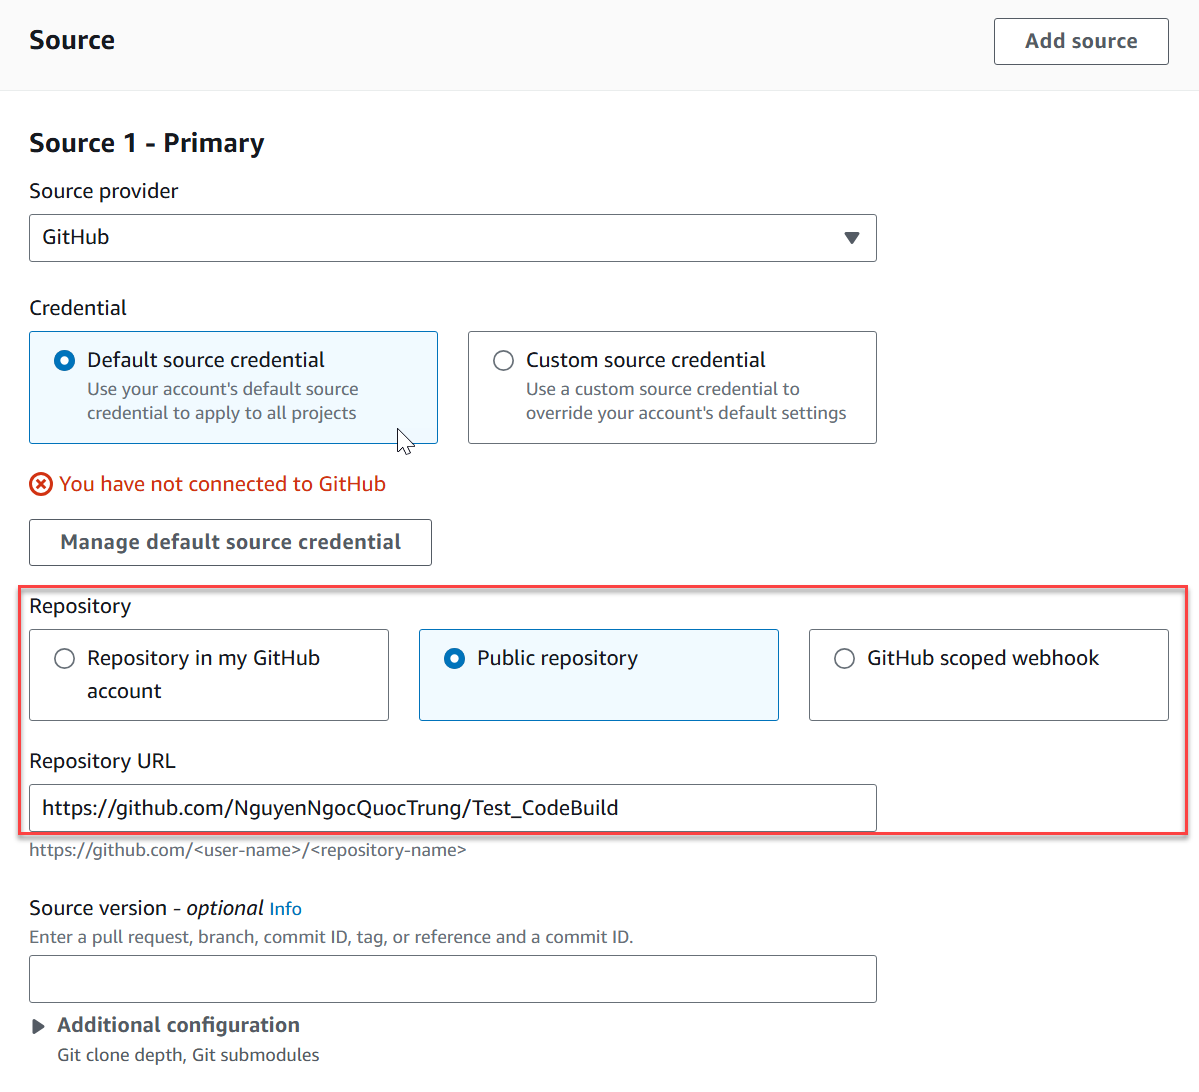 Source
Add source
Source 1 - Primary
Source provider
GitHub
Credential
Default source credential
Use your account's default source
credential to apply to all projects
Custom source credential
Use a custom source credential to
override your account's default settings
You have not connected to GitHub
Manage default source credential
Repository
Repository in my GitHub
account
Public repository
GitHub scoped webhook
Repository URL
https://github.com/NguyenNgocQuocTrung/Test_CodeBuild
https://github.com/<user-name>/<repository-name>
Source version - optional Info
Enter a pull request, branch, commit ID, tag, or reference and a commit ID.
Additional configuration
Git clone depth, Git submodules